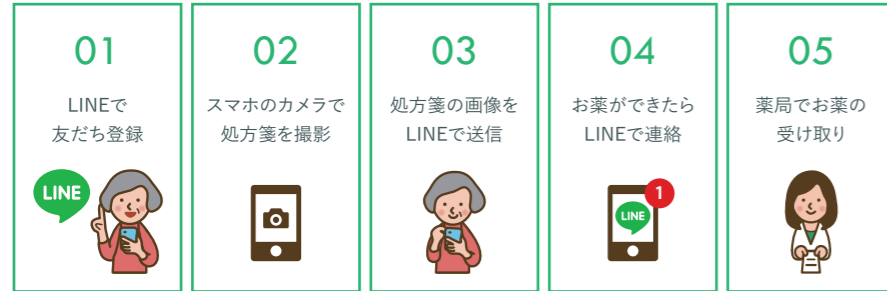 01
LINEで
友だち登録
LINE
02
スマホのカメラで
処方箋を撮影
03
処方箋の画像を
LINEで送信
04
お薬ができたら
LINEで連絡
1
LINE
05
薬局でお薬の
受け取り